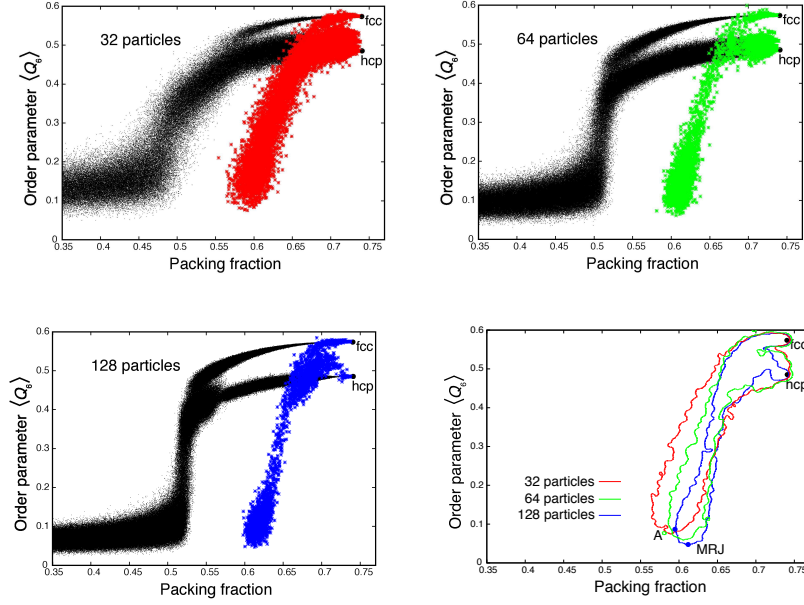 0.6
0.5
0.4
0.3
0.2
0.1
0
Order parameter ⟨Q6⟩
32 particles
fcc
hcp
0.35 0.4 0.45 0.5 0.55 0.6 0.65 0.7 0.75
Packing fraction
0.6
0.5
0.4
0.3
0.2
0.1
0
Order parameter ⟨Q6⟩
64 particles
fcc
hcp
0.35 0.4 0.45 0.5 0.55 0.6 0.65 0.7 0.75
Packing fraction
0.6
0.5
0.4
0.3
0.2
0.1
0
Order parameter ⟨Q6⟩
128 particles
fcc
hcp
0.35 0.4 0.45 0.5 0.55 0.6 0.65 0.7 0.75
Packing fraction
0.6
0.5
0.4
0.3
0.2
0.1
0
Order parameter ⟨Q6⟩
fcc
hcp
32 particles
64 particles
128 particles
A
MRJ
0.35 0.4 0.45 0.5 0.55 0.6 0.65 0.7 0.75
Packing fraction